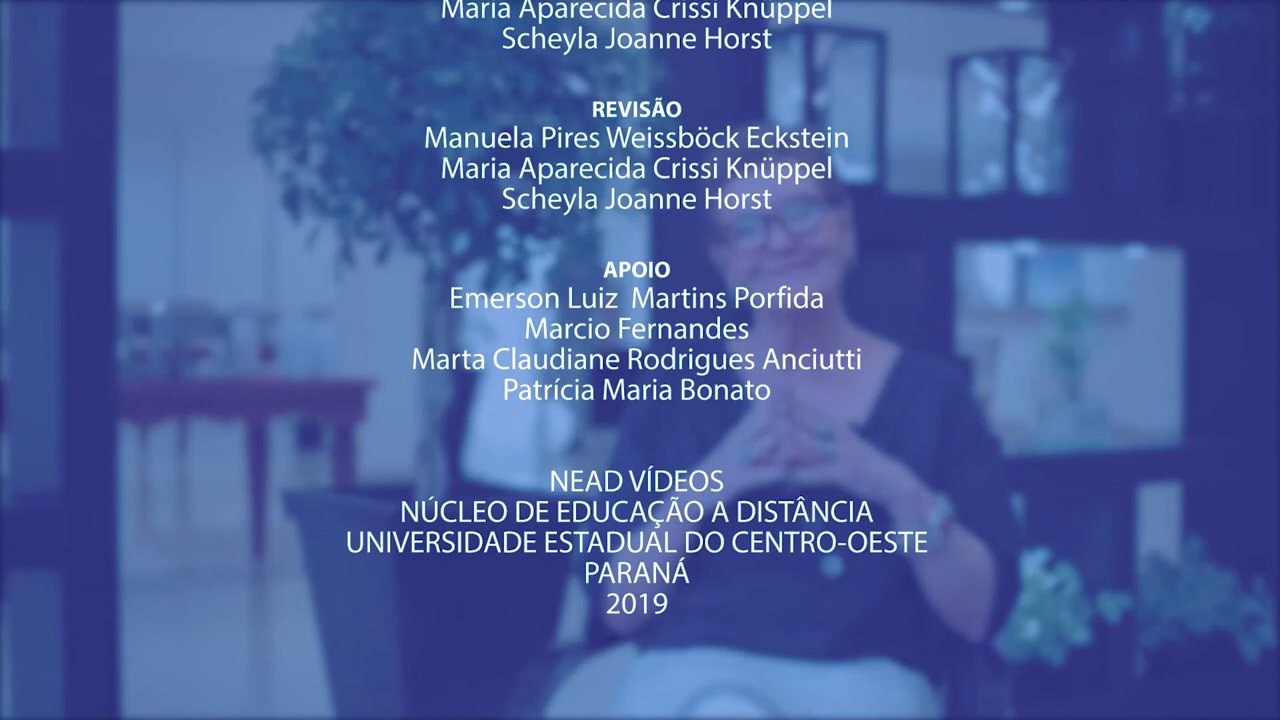 Maria Aparecida Crissi Knüppel
Scheyla Joanne Horst
REVISÃO
Manuela Pires Weissböck Eckstein
Maria Aparecida Crissi Knüppel
Scheyla Joanne Horst
APOIO
Emerson Luiz Martins Porfida
Marcio Fernandes
Marta Claudiane Rodrigues Anciutti
Patrícia Maria Bonato
NEAD VÍDEOS
NÚCLEO DE EDUCAÇÃO A DISTÂNCIA
UNIVERSIDADE ESTADUAL DO CENTRO-OESTE
PARANÁ
2019